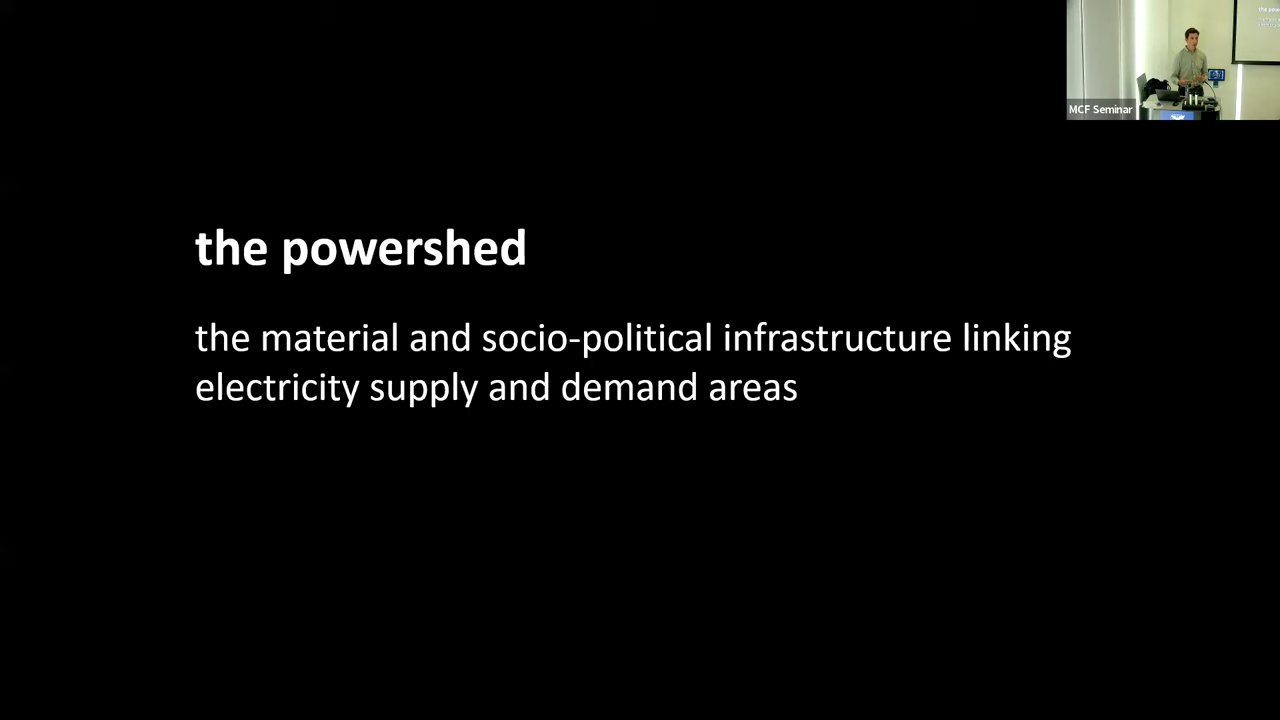 MCF Seminar
the powershed
the material and socio-political infrastructure linking
electricity supply and demand areas